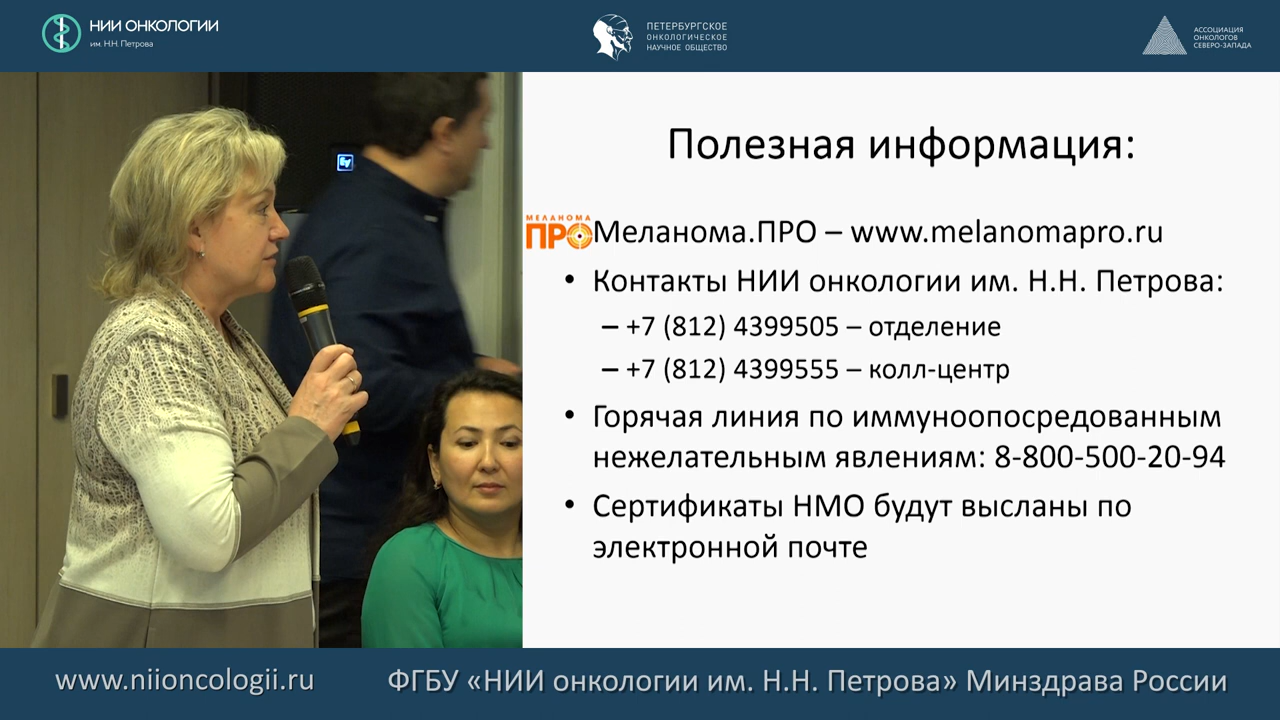 НИИ ОНКОЛОГИИ
им. Н.Н. Петрова
ПЕТЕРБУРГСКОЕ
ОНКОЛОГИЧЕСКОЕ
НАУЧНОЕ ОБЩЕСТВО
АССОЦИАЦИЯ
ОНКОЛОГОВ
СЕВЕРО-ЗАПАДА
Полезная информация:
МЕЛАНОМА
ПРО
Меланома.ПРО – www.melanomapro.ru
• Контакты НИИ онкологии им. Н.Н. Петрова:
– +7 (812) 4399505 – отделение
– +7 (812) 4399555 – колл-центр
• Горячая линия по иммуноопосредованным
нежелательным явлениям: 8-800-500-20-94
• Сертификаты НМО будут высланы по
электронной почте
www.niioncologii.ru
ФГБУ «НИИ онкологии им. Н.Н. Петрова» Минздрава России